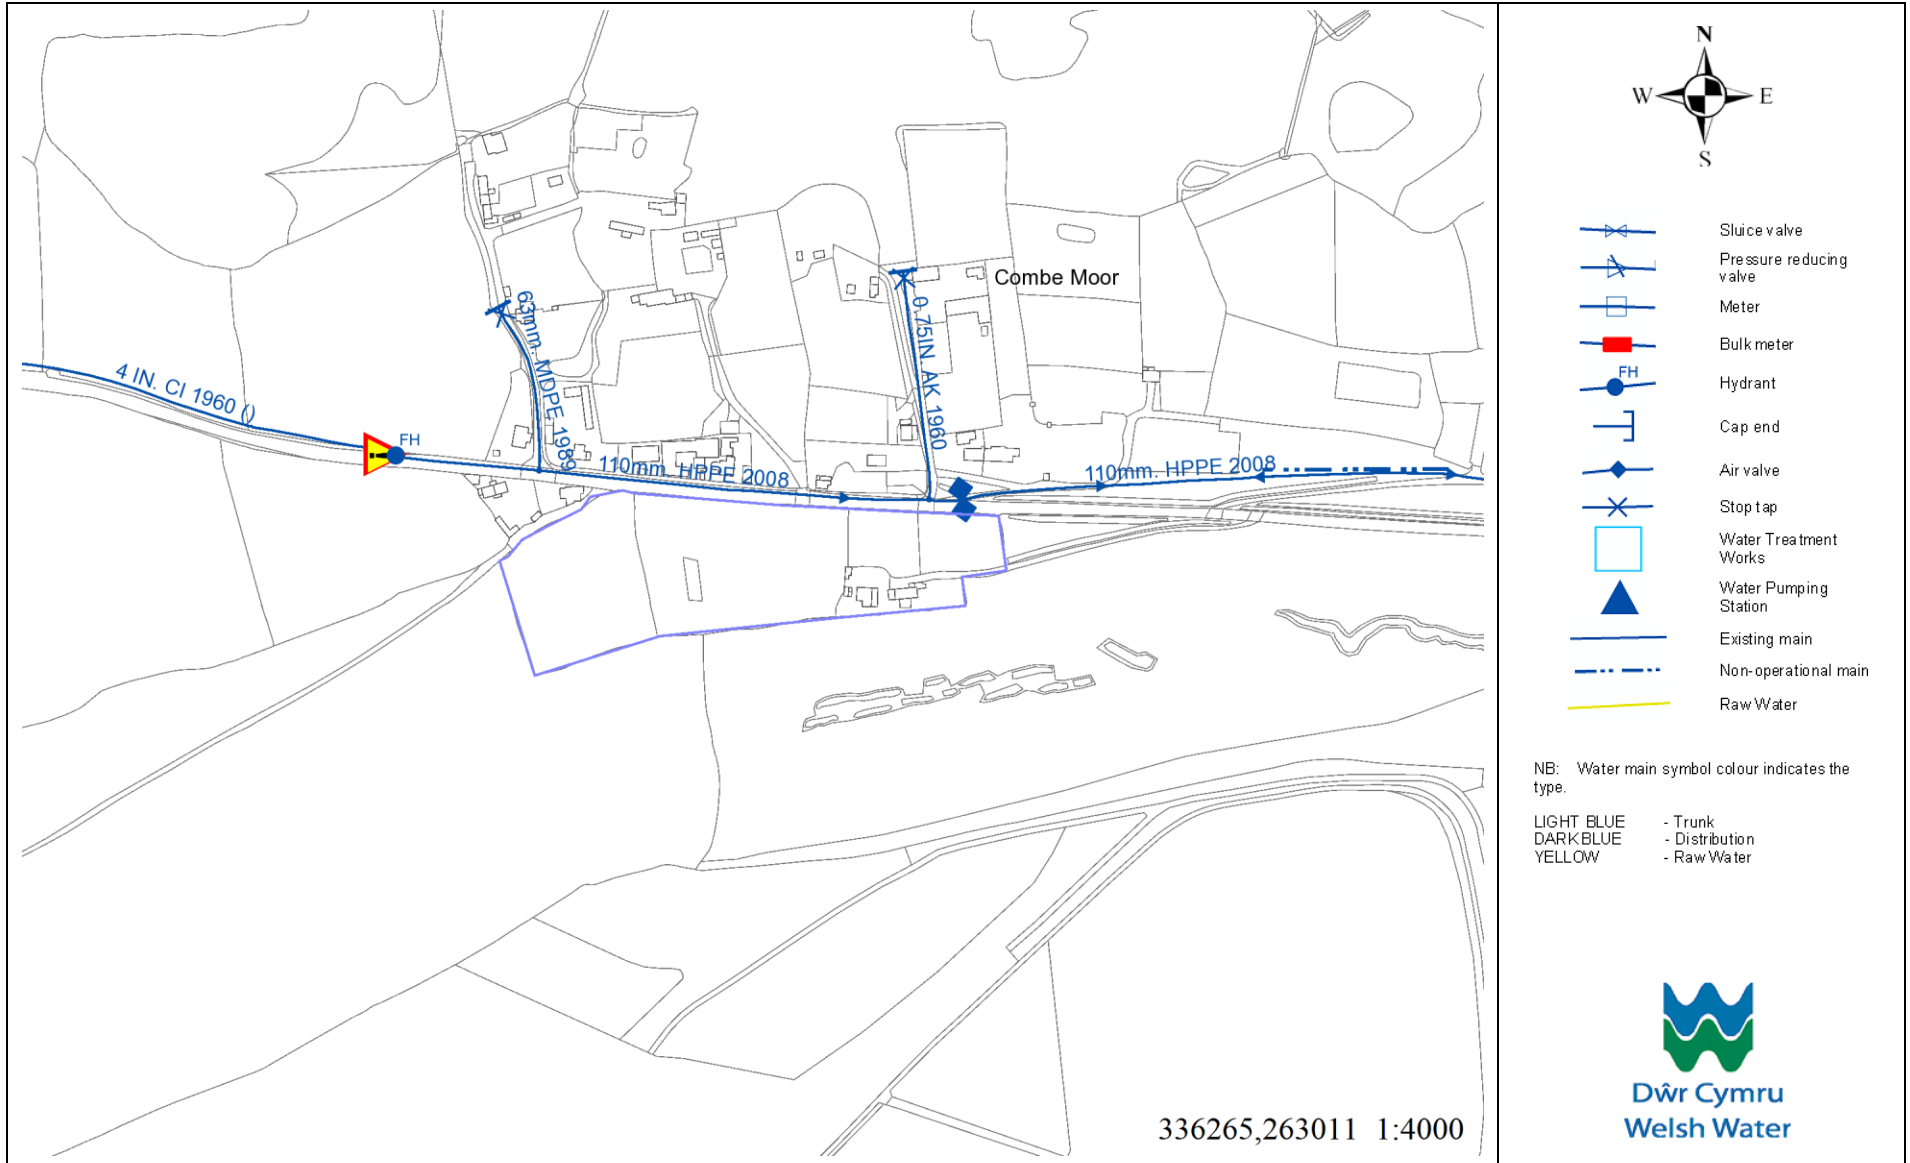 4 IN. CI 1960 ()
FH
63mm. MDPE 1989
110mm. HPPE 2008
0.75IN. AK 1960
Combe Moor
110mm. HPPE 2008
336265,263011 1:4000
N
W
E
S
Sluice valve
Pressure reducing
valve
Meter
Bulk meter
FH
Hydrant
Cap end
Air valve
Stop tap
Water Treatment
Works
Water Pumping
Station
Existing main
Non-operational main
Raw Water
NB: Water main symbol colour indicates the
type.
LIGHT BLUE - Trunk
DARK BLUE - Distribution
YELLOW - Raw Water
Dŵr Cymru
Welsh Water